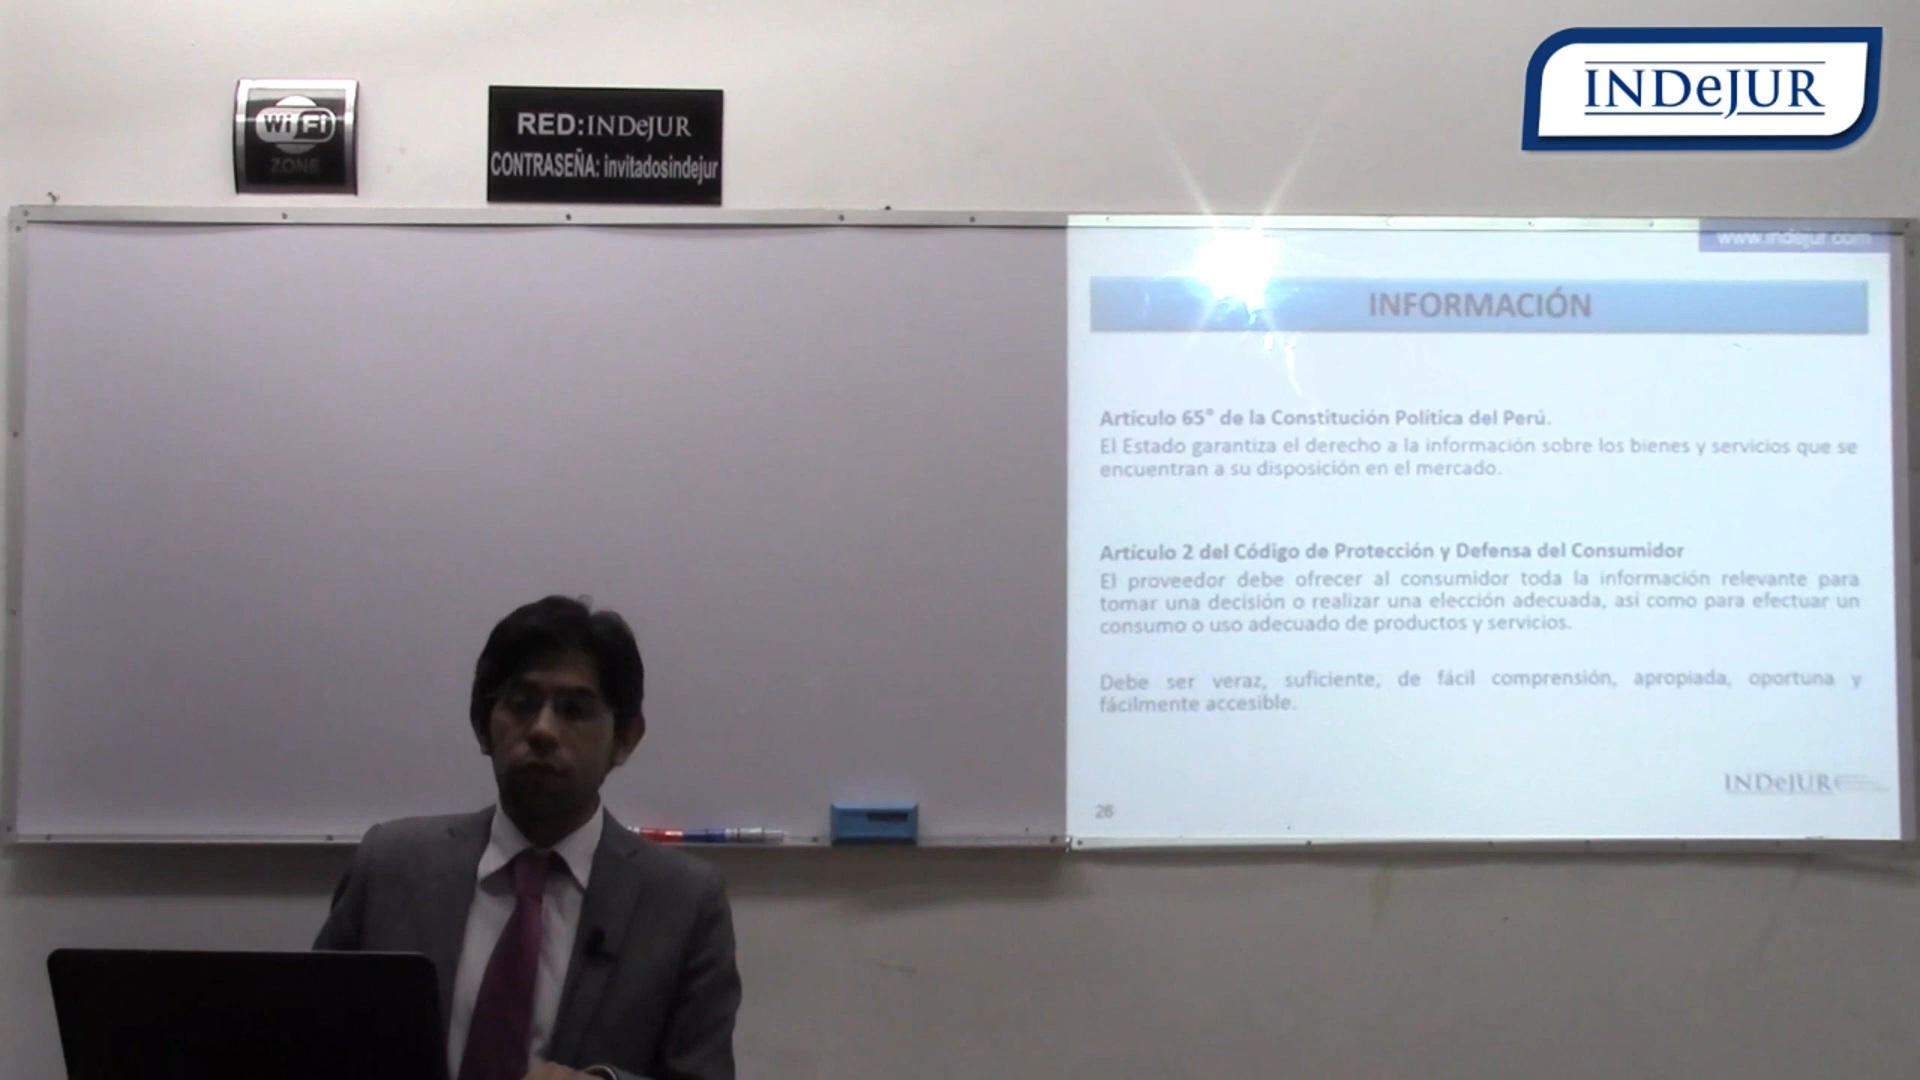 INDeJUR
WiFi
ZONE
RED:INDeJUR
CONTRASEÑA: invitadosindejur
www.indejur.com
INFORMACIÓN
Artículo 65° de la Constitución Política del Perú.
El Estado garantiza el derecho a la información sobre los bienes y servicios que se
encuentran a su disposición en el mercado.
Artículo 2 del Código de Protección y Defensa del Consumidor
El proveedor debe ofrecer al consumidor toda la información relevante para
tomar una decisión o realizar una elección adecuada, así como para efectuar un
consumo o uso adecuado de productos y servicios.
Debe ser veraz, suficiente, de fácil comprensión, apropiada, oportuna y
fácilmente accesible.
INDeJUR
26